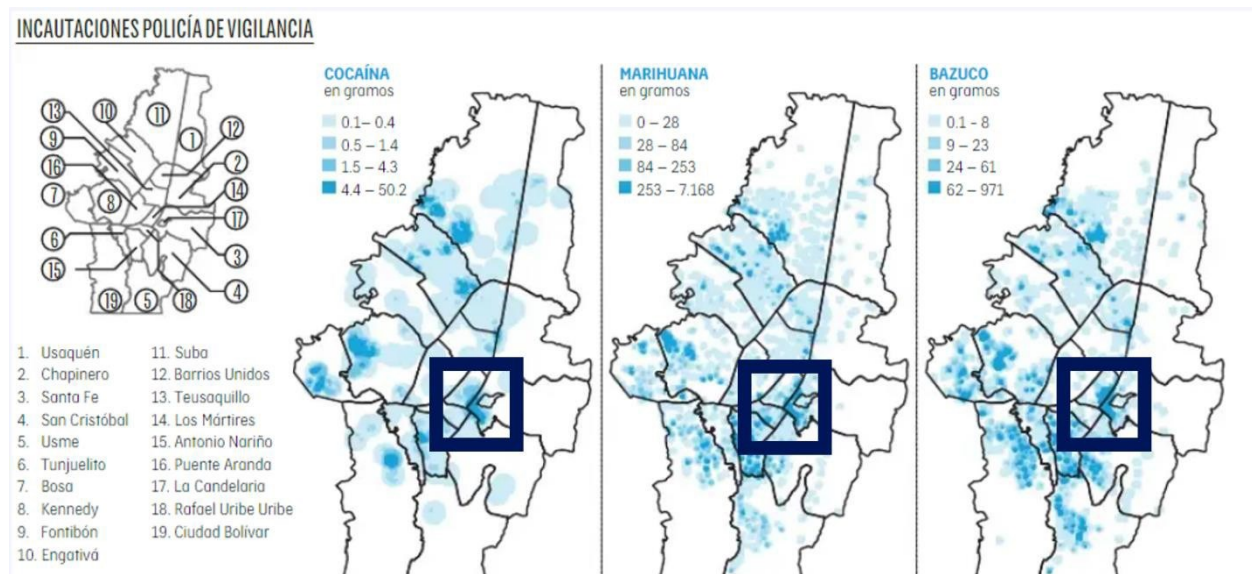 INCAUTACIONES POLICÍA DE VIGILANCIA
13
10
11
12
9
1
16
2
7
8
14
17
6
3
15
4
19
5
18
1. Usaquén
2. Chapinero
3. Santa Fe
4. San Cristóbal
5. Usme
6. Tunjuelito
7. Bosa
8. Kennedy
9. Fontibón
10. Engativá
11. Suba
12. Barrios Unidos
13. Teusaquillo
14. Los Mártires
15. Antonio Nariño
16. Puente Aranda
17. La Candelaria
18. Rafael Uribe Uribe
19. Ciudad Bolívar
COCAÍNA
en gramos
0.1– 0.4
0.5 – 1.4
1.5 – 4.3
4.4 – 50.2
MARIHUANA
en gramos
0 – 28
28 – 84
84 – 253
253 – 7.168
BAZUCO
en gramos
0.1 - 8
9 – 23
24 – 61
62 – 971